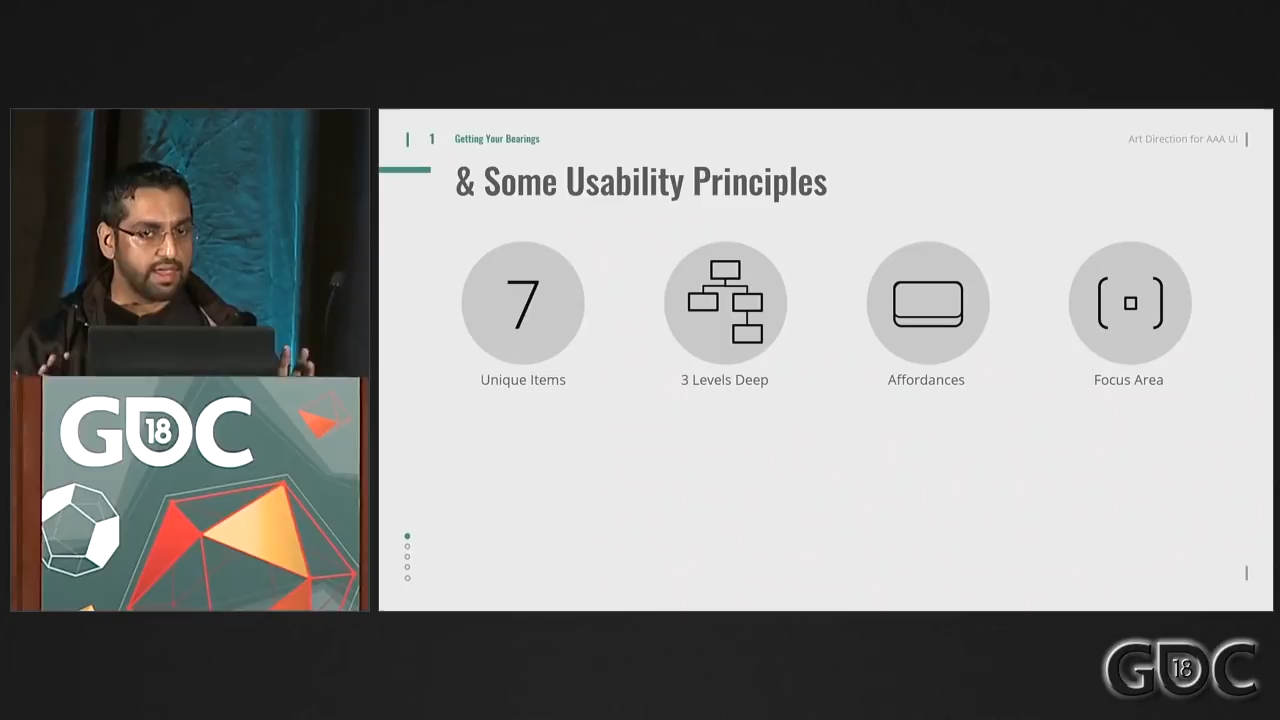 1 Getting Your Bearings
Art Direction for AAA UI
& Some Usability Principles
7
Unique Items
3 Levels Deep
Affordances
Focus Area
GDC
18
GDC
18